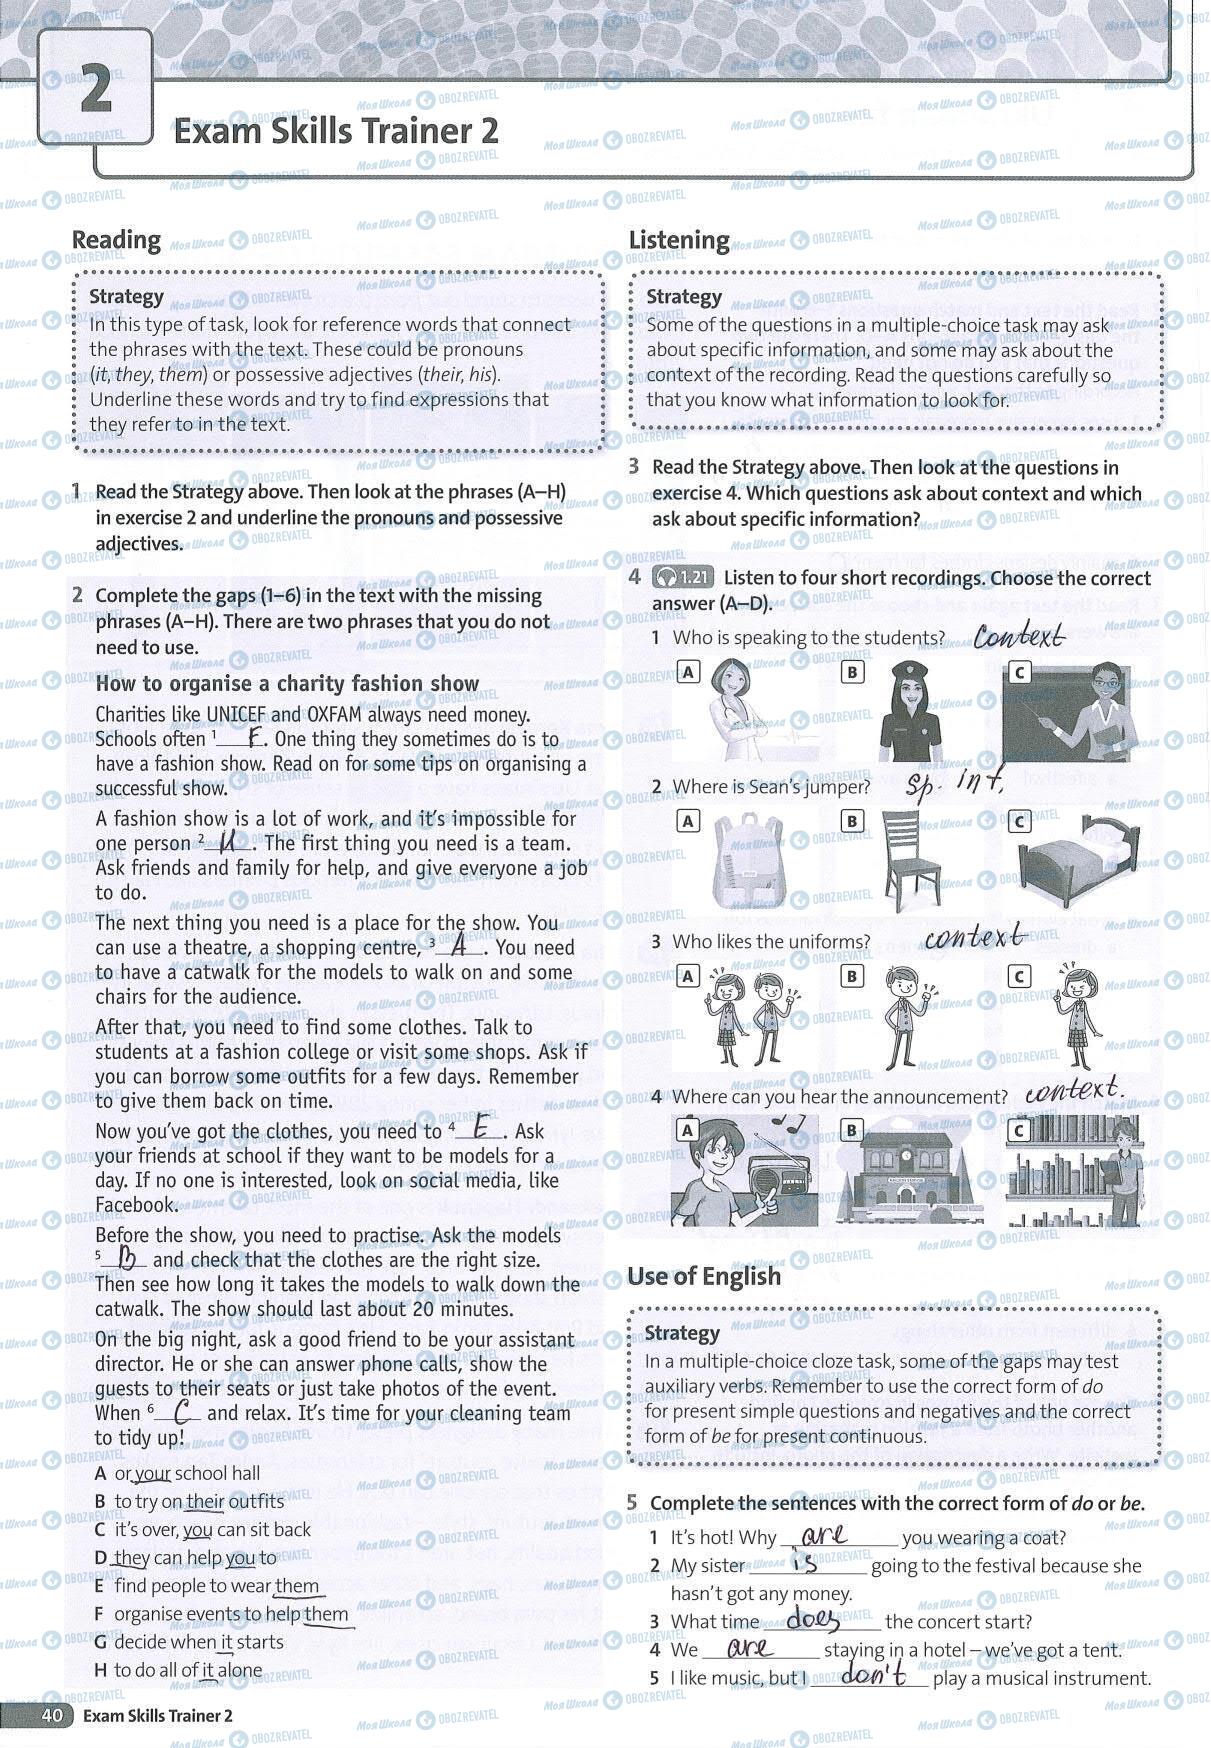 2
Exam Skills Trainer 2
Reading
Strategy
In this type of task, look for reference words that connect
the phrases with the text. These could be pronouns
(it, they, them) or possessive adjectives (their, his).
Underline these words and try to find expressions that
they refer to in the text.
1 Read the Strategy above. Then look at the phrases (A–H)
in exercise 2 and underline the pronouns and possessive
adjectives.
2 Complete the gaps (1–6) in the text with the missing
phrases (A–H). There are two phrases that you do not
need to use.
How to organise a charity fashion show
Charities like UNICEF and OXFAM always need money.
Schools often 1 F. One thing they sometimes do is to
have a fashion show. Read on for some tips on organising a
successful show.
A fashion show is a lot of work, and it's impossible for
one person 2 H. The first thing you need is a team.
Ask friends and family for help, and give everyone a job
to do.
The next thing you need is a place for the show. You
can use a theatre, a shopping centre, 3 A. You need
to have a catwalk for the models to walk on and some
chairs for the audience.
After that, you need to find some clothes. Talk to
students at a fashion college or visit some shops. Ask if
you can borrow some outfits for a few days. Remember
to give them back on time.
Now you've got the clothes, you need to 4 E. Ask
your friends at school if they want to be models for a
day. If no one is interested, look on social media, like
Facebook.
Before the show, you need to practise. Ask the models
5 B and check that the clothes are the right size.
Then see how long it takes the models to walk down the
catwalk. The show should last about 20 minutes.
On the big night, ask a good friend to be your assistant
director. He or she can answer phone calls, show the
guests to their seats or just take photos of the event.
When 6 C and relax. It's time for your cleaning team
to tidy up!
A or your school hall
B to try on their outfits
C it's over, you can sit back
D they can help you to
E find people to wear them
F organise events to help them
G decide when it starts
H to do all of it alone
40 Exam Skills Trainer 2
Listening
Strategy
Some of the questions in a multiple-choice task may ask
about specific information, and some may ask about the
context of the recording. Read the questions carefully so
that you know what information to look for.
3 Read the Strategy above. Then look at the questions in
exercise 4. Which questions ask about context and which
ask about specific information?
4 1.21 Listen to four short recordings. Choose the correct
answer (A–D).
1 Who is speaking to the students? Context
A B C
2 Where is Sean's jumper? sp. inf.
A B C
3 Who likes the uniforms? context
A B C
4 Where can you hear the announcement? context.
A B C
Use of English
Strategy
In a multiple-choice cloze task, some of the gaps may test
auxiliary verbs. Remember to use the correct form of do
for present simple questions and negatives and the correct
form of be for present continuous.
5 Complete the sentences with the correct form of do or be.
1 It's hot! Why are you wearing a coat?
2 My sister is going to the festival because she
hasn't got any money.
3 What time does the concert start?
4 We are staying in a hotel – we've got a tent.
5 I like music, but I don't play a musical instrument.
Моя Школа OBOZREVATEL